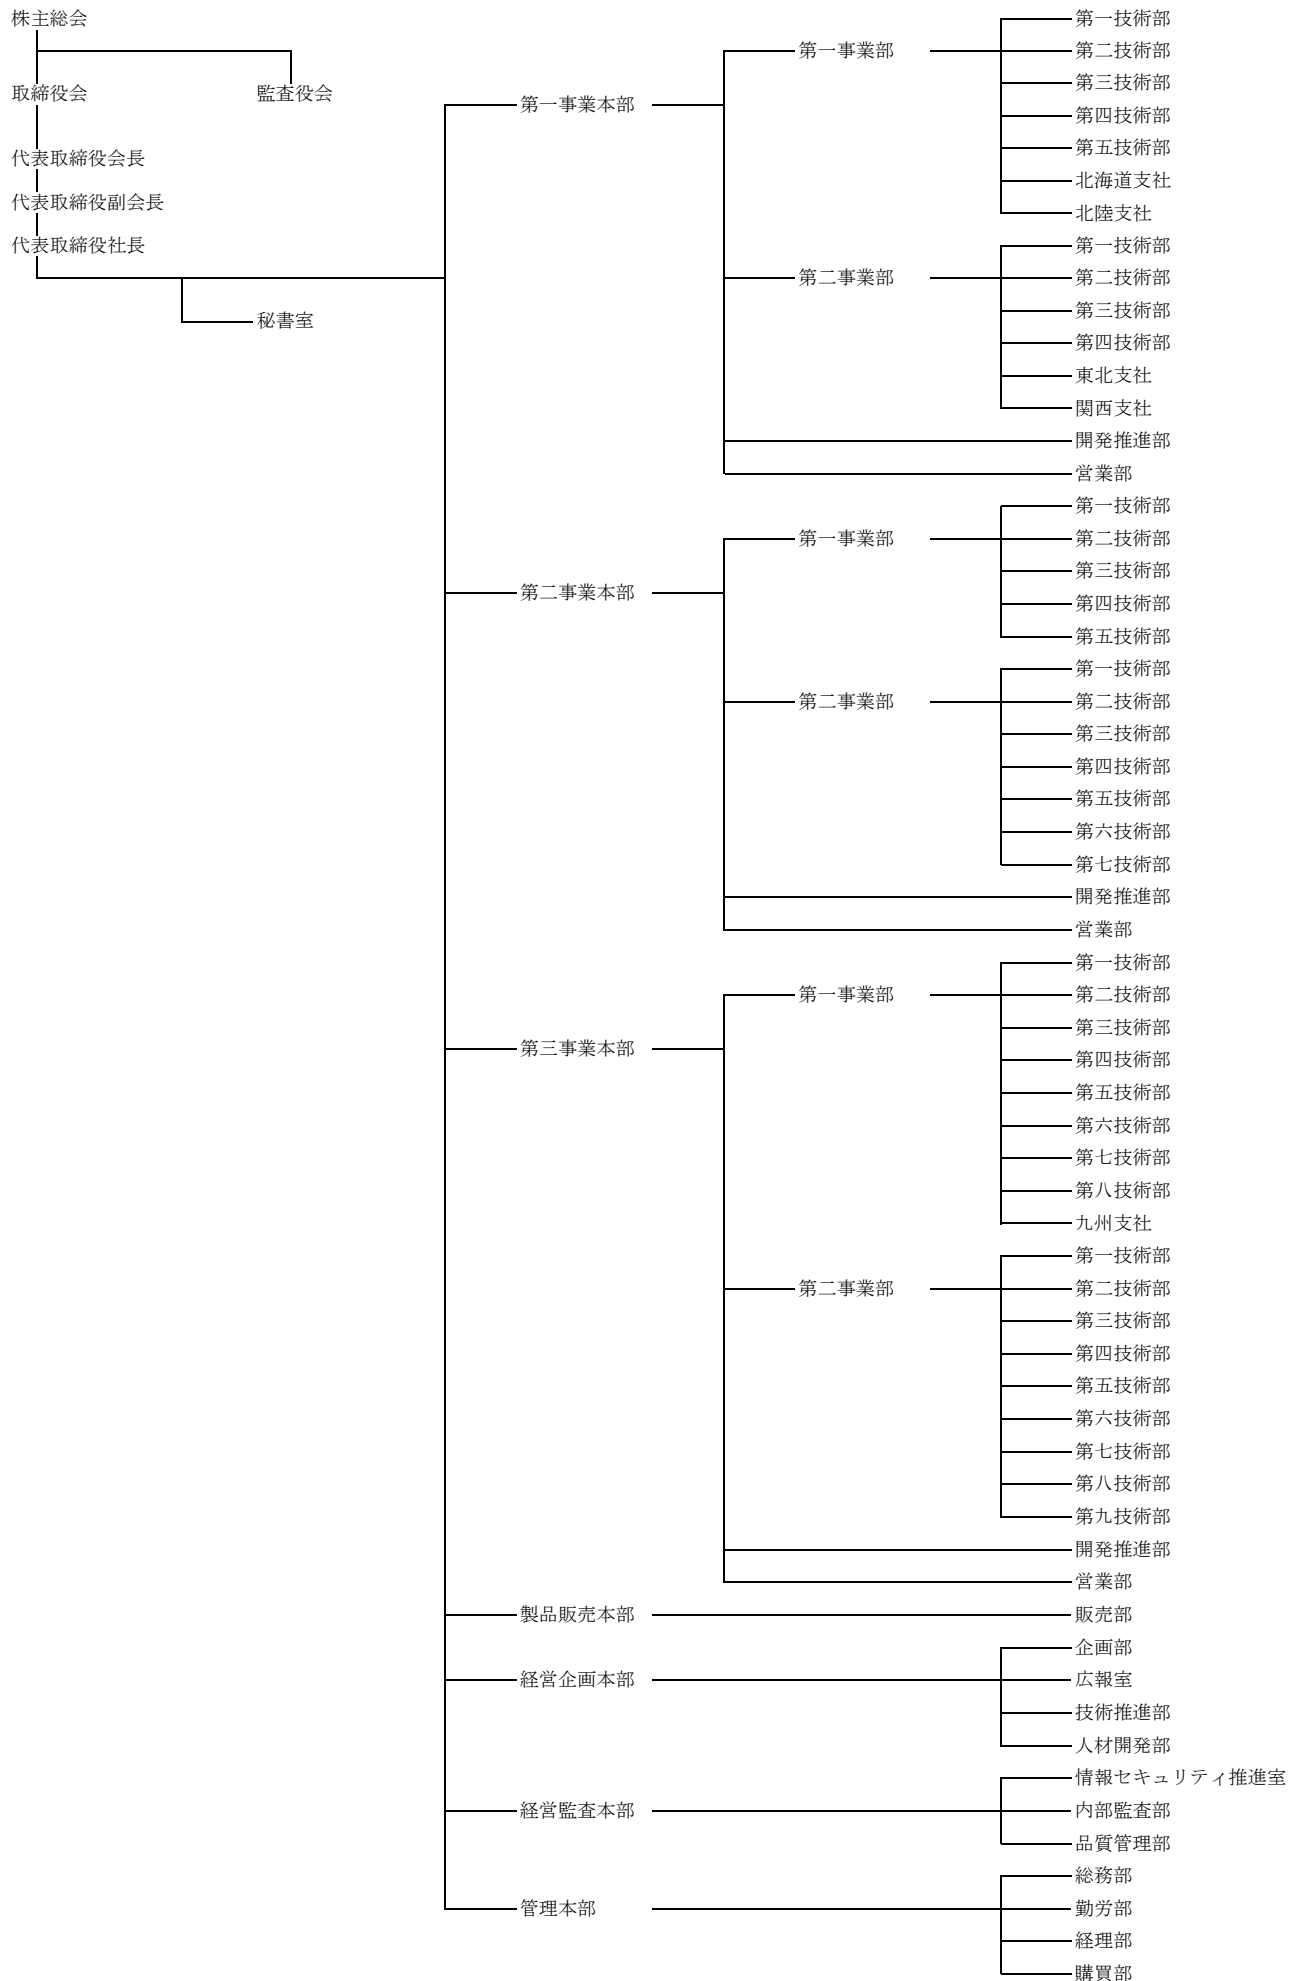 株主総会
取締役会
監査役会
代表取締役会長
代表取締役副会長
代表取締役社長
秘書室
第一事業本部
第一事業部
第一技術部
第二技術部
第三技術部
第四技術部
第五技術部
北海道支社
北陸支社
第二事業部
第一技術部
第二技術部
第三技術部
第四技術部
東北支社
関西支社
開発推進部
営業部
第二事業本部
第一事業部
第一技術部
第二技術部
第三技術部
第四技術部
第五技術部
第二事業部
第一技術部
第二技術部
第三技術部
第四技術部
第五技術部
第六技術部
第七技術部
開発推進部
営業部
第三事業本部
第一事業部
第一技術部
第二技術部
第三技術部
第四技術部
第五技術部
第六技術部
第七技術部
第八技術部
九州支社
第二事業部
第一技術部
第二技術部
第三技術部
第四技術部
第五技術部
第六技術部
第七技術部
第八技術部
第九技術部
開発推進部
営業部
製品販売本部
販売部
経営企画本部
企画部
広報室
技術推進部
人材開発部
経営監査本部
情報セキュリティ推進室
内部監査部
品質管理部
管理本部
総務部
勤労部
経理部
購買部